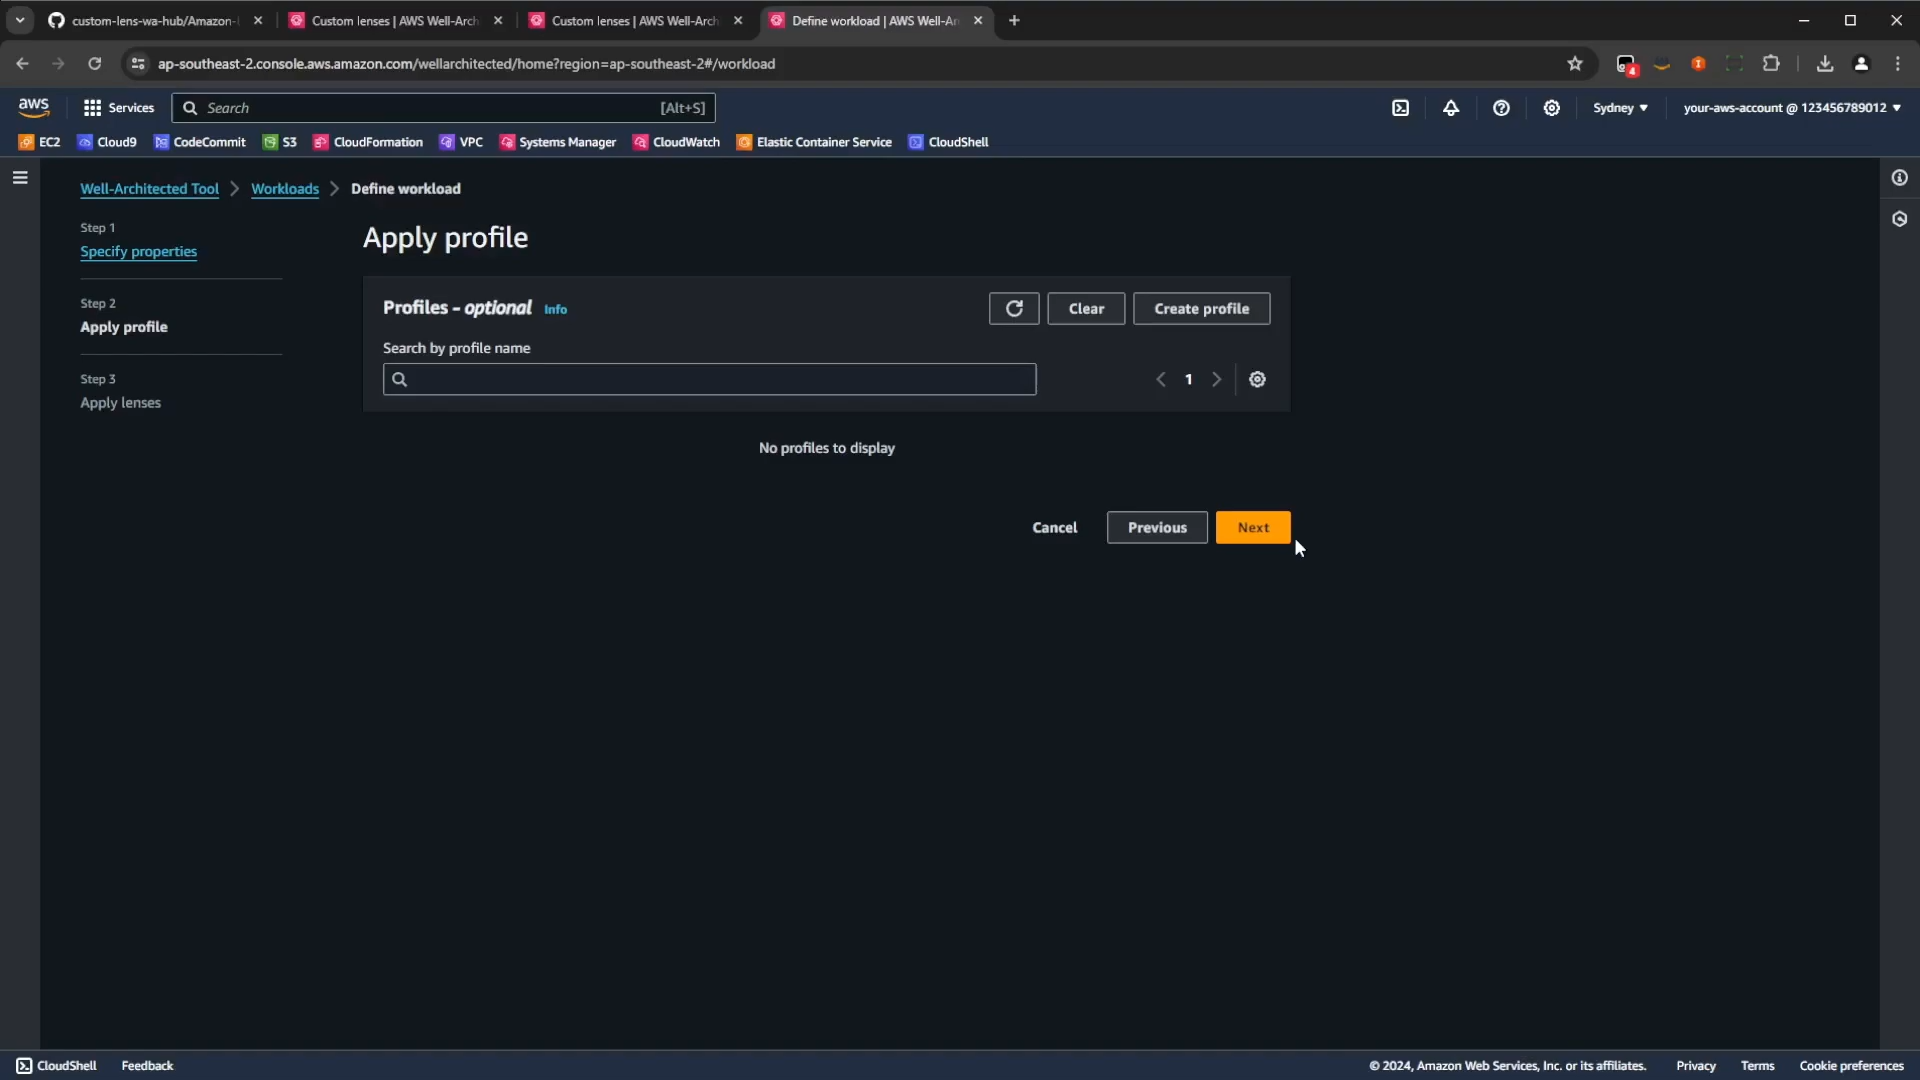 custom-lens-wa-hub/Amazon-
Custom lenses | AWS Well-Arch
Custom lenses | AWS Well-Arch
Define workload | AWS Well-Ar
ap-southeast-2.console.aws.amazon.com/wellarchitected/home?region=ap-southeast-2#/workload
4
aws
Services
Search
[Alt+S]
Sydney
your-aws-account @ 123456789012
EC2
Cloud9
CodeCommit
S3
CloudFormation
VPC
Systems Manager
CloudWatch
Elastic Container Service
CloudShell
Well-Architected Tool
Workloads
Define workload
Step 1
Specify properties
Step 2
Apply profile
Step 3
Apply lenses
Apply profile
Profiles - optional Info
Clear
Create profile
Search by profile name
1
No profiles to display
Cancel
Previous
Next
CloudShell
Feedback
© 2024, Amazon Web Services, Inc. or its affiliates.
Privacy
Terms
Cookie preferences